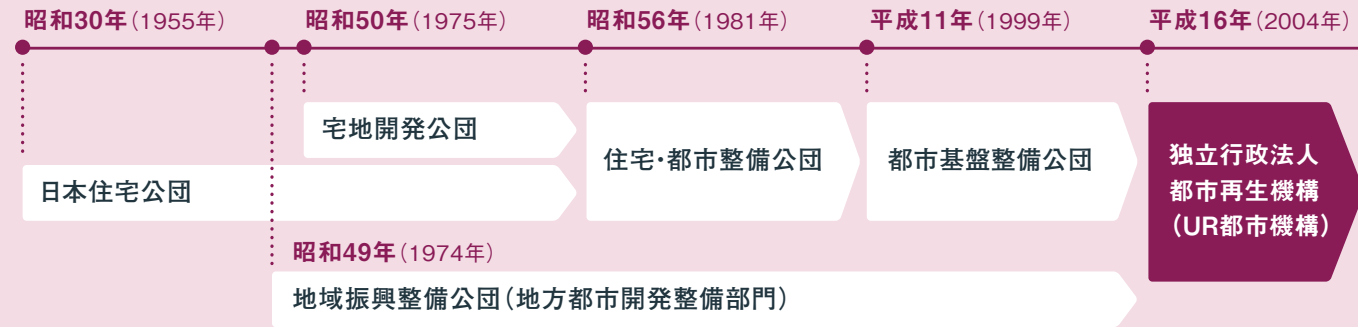 昭和30年(1955年)
昭和50年(1975年)
昭和56年(1981年)
平成11年(1999年)
平成16年(2004年)
宅地開発公団
日本住宅公団
住宅・都市整備公団
都市基盤整備公団
独立行政法人
都市再生機構
(UR都市機構)
昭和49年(1974年)
地域振興整備公団(地方都市開発整備部門)